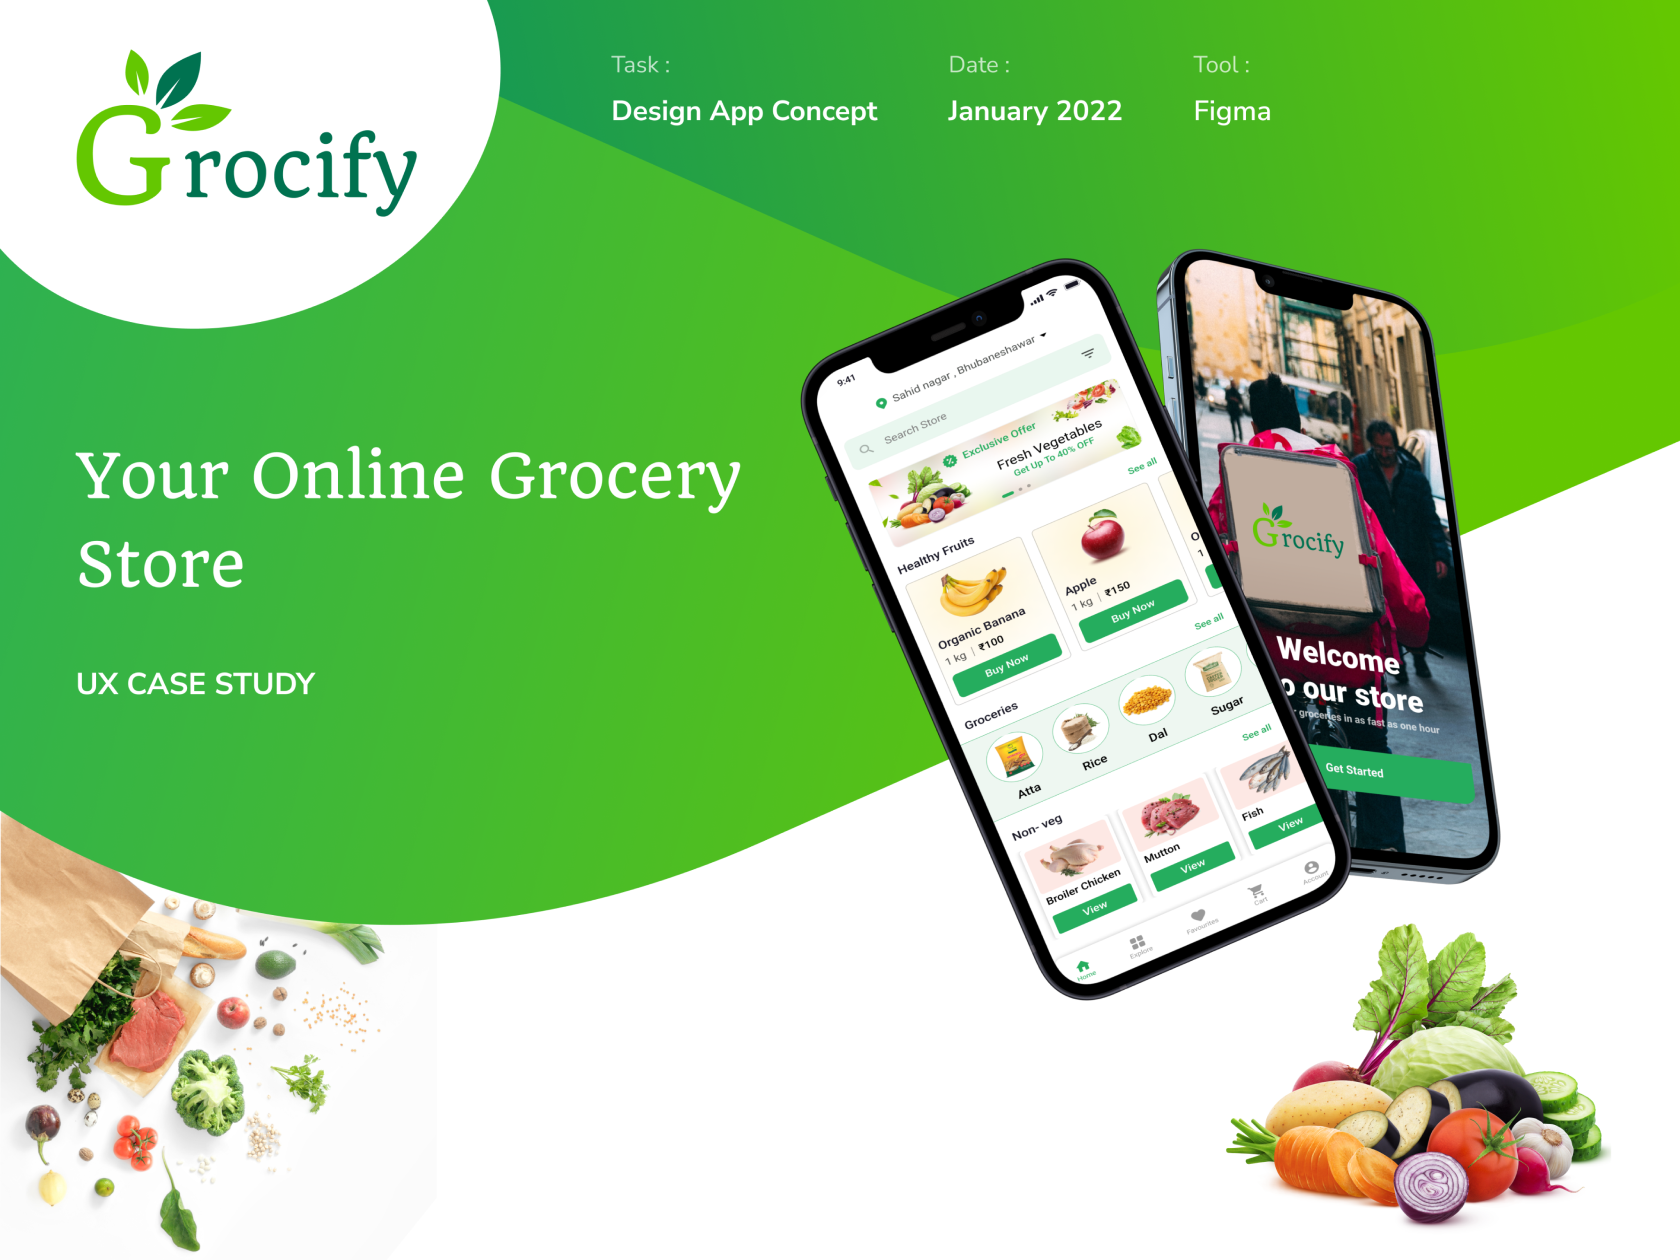 Grocify
Task :
Design App Concept
Date :
January 2022
Tool :
Figma
Your Online Grocery
Store
UX CASE STUDY
9:41
Sahid nagar , Bhubaneshawar
Search Store
Exclusive Offer
Fresh Vegetables
Get Up To 40% OFF
See all
Healthy Fruits
Organic Banana
1 kg | ₹100
Buy Now
Apple
1 kg | ₹150
Buy Now
O
1
See all
Groceries
Atta
Rice
Dal
Sugar
See all
Non- veg
Broiler Chicken
View
Mutton
View
Fish
View
Home
Explore
Favourites
Cart
Account
Grocify
Welcome
o our store
groceries in as fast as one hour
Get Started